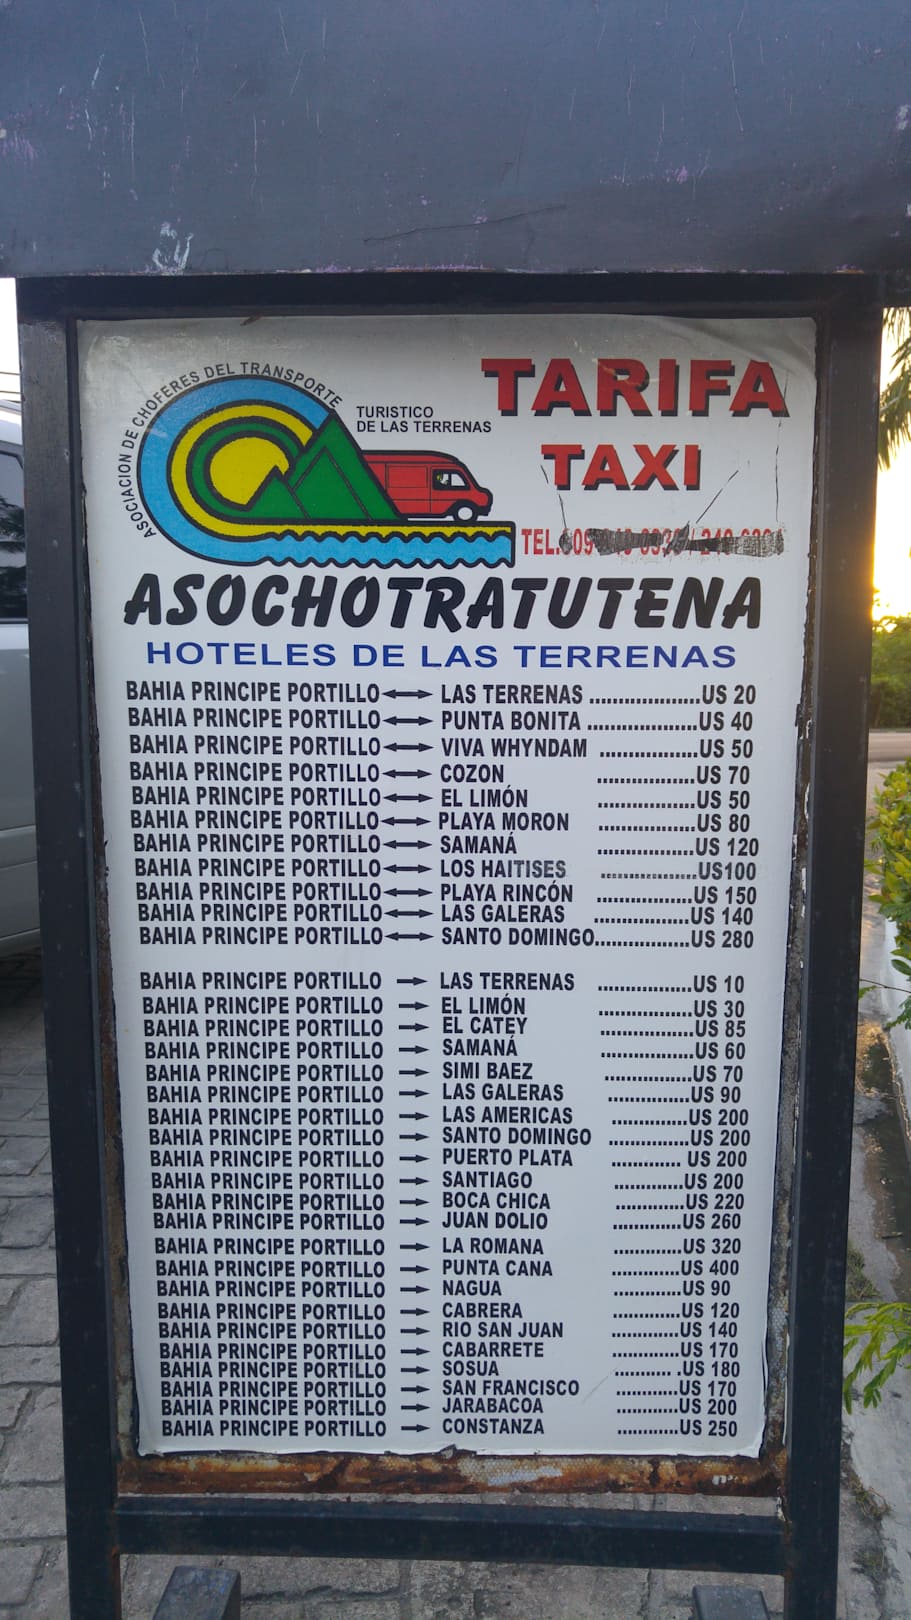 ASOCIACION DE CHOFERES DEL TRANSPORTE
TURISTICO
DE LAS TERRENAS
TARIFA
TAXI
TEL.
ASOCHOTRATUTENA
HOTELES DE LAS TERRENAS
BAHIA PRINCIPE PORTILLO ↔ LAS TERRENAS ....................US 20
BAHIA PRINCIPE PORTILLO ↔ PUNTA BONITA ....................US 40
BAHIA PRINCIPE PORTILLO ↔ VIVA WHYNDAM ..................US 50
BAHIA PRINCIPE PORTILLO ↔ COZON ..................US 70
BAHIA PRINCIPE PORTILLO ↔ EL LIMÓN ..................US 50
BAHIA PRINCIPE PORTILLO ↔ PLAYA MORON ..................US 80
BAHIA PRINCIPE PORTILLO ↔ SAMANÁ ..................US 120
BAHIA PRINCIPE PORTILLO ↔ LOS HAITISES ..................US100
BAHIA PRINCIPE PORTILLO ↔ PLAYA RINCÓN ..................US 150
BAHIA PRINCIPE PORTILLO ↔ LAS GALERAS ..................US 140
BAHIA PRINCIPE PORTILLO ↔ SANTO DOMINGO..................US 280
BAHIA PRINCIPE PORTILLO → LAS TERRENAS .................US 10
BAHIA PRINCIPE PORTILLO → EL LIMÓN .................US 30
BAHIA PRINCIPE PORTILLO → EL CATEY .................US 85
BAHIA PRINCIPE PORTILLO → SAMANÁ .................US 60
BAHIA PRINCIPE PORTILLO → SIMI BAEZ ................US 70
BAHIA PRINCIPE PORTILLO → LAS GALERAS ...............US 90
BAHIA PRINCIPE PORTILLO → LAS AMERICAS ...............US 200
BAHIA PRINCIPE PORTILLO → SANTO DOMINGO ...............US 200
BAHIA PRINCIPE PORTILLO → PUERTO PLATA ............. US 200
BAHIA PRINCIPE PORTILLO → SANTIAGO .............US 200
BAHIA PRINCIPE PORTILLO → BOCA CHICA .............US 220
BAHIA PRINCIPE PORTILLO → JUAN DOLIO .............US 260
BAHIA PRINCIPE PORTILLO → LA ROMANA .............US 320
BAHIA PRINCIPE PORTILLO → PUNTA CANA .............US 400
BAHIA PRINCIPE PORTILLO → NAGUA .............US 90
BAHIA PRINCIPE PORTILLO → CABRERA .............US 120
BAHIA PRINCIPE PORTILLO → RIO SAN JUAN ............US 140
BAHIA PRINCIPE PORTILLO → CABARRETE ............US 170
BAHIA PRINCIPE PORTILLO → SOSUA ........... .US 180
BAHIA PRINCIPE PORTILLO → SAN FRANCISCO ............US 170
BAHIA PRINCIPE PORTILLO → JARABACOA ............US 200
BAHIA PRINCIPE PORTILLO → CONSTANZA ............US 250